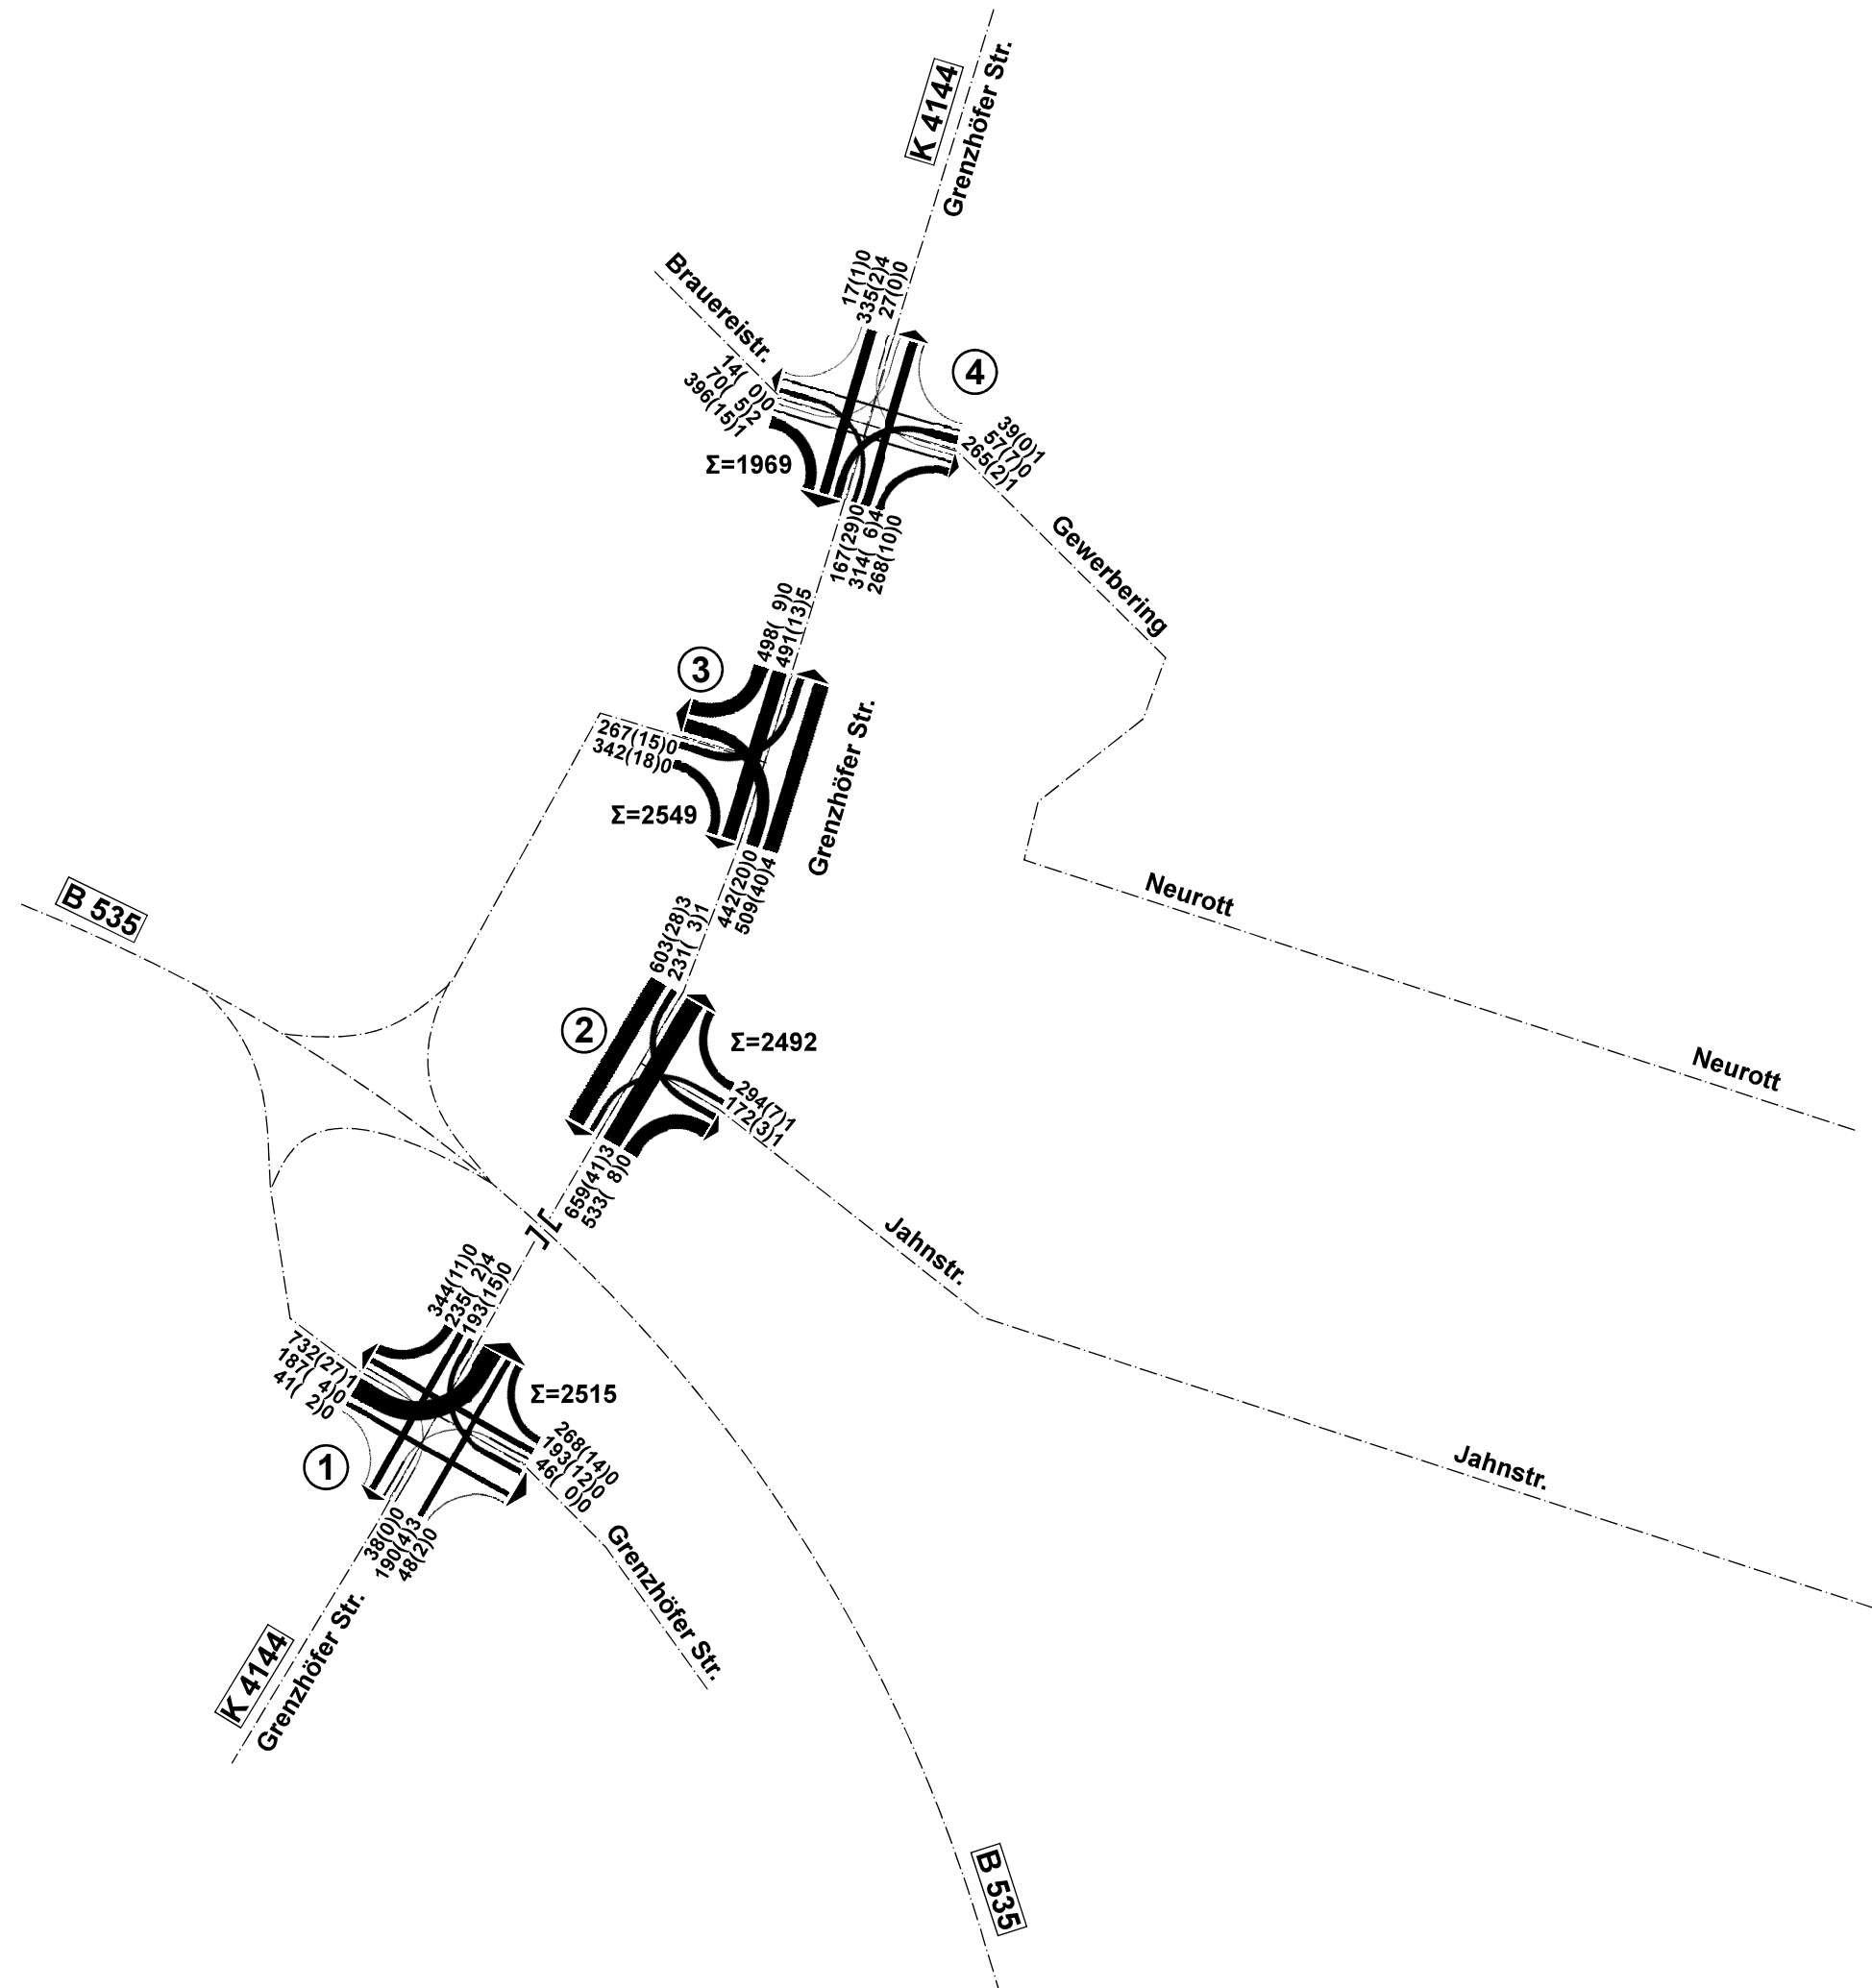 K 4144
Grenzhöfer Str.
Brauereistr.
17(1)0
335(2)4
27(0)0
4
14( 0)0
70( 5)2
396(15)1
39(0)1
57(7)0
265(2)1
Σ=1969
167(29)0
314( 6)4
268(10)0
Gewerbering
498( 9)0
491(13)5
3
267(15)0
342(18)0
Σ=2549
Grenzhöfer Str.
442(20)0
509(40)4
Neurott
Neurott
B 535
603(28)3
231( 3)1
2
Σ=2492
294(7)1
172(3)1
659(41)3
533( 8)0
Jahnstr.
Jahnstr.
344(11)0
235( 2)4
193(15)0
732(27)1
187( 4)0
41( 2)0
Σ=2515
1
268(14)0
193(12)0
46( 0)0
38(0)0
190(4)3
48(2)0
Grenzhöfer Str.
K 4144
Grenzhöfer Str.
B 535